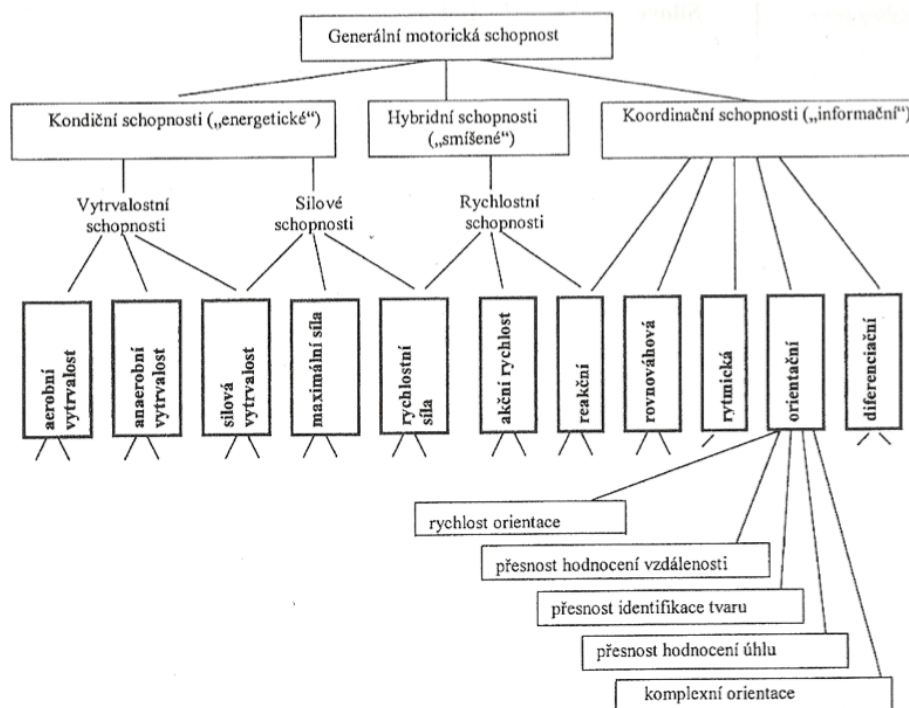 Generální motorická schopnost
Kondiční schopnosti („energetické“)
Hybridní schopnosti
(„smíšené“)
Koordinační schopnosti („informační“)
Vytrvalostní
schopnosti
Silové
schopnosti
Rychlostní
schopnosti
aerobní
vytrvalost
anaerobní
vytrvalost
silová
vytrvalost
maximální síla
rychlostní
síla
akční rychlost
reakční
rovnováhová
rytmická
orientační
diferenciační
rychlost orientace
přesnost hodnocení vzdálenosti
přesnost identifikace tvaru
přesnost hodnocení úhlu
komplexní orientace